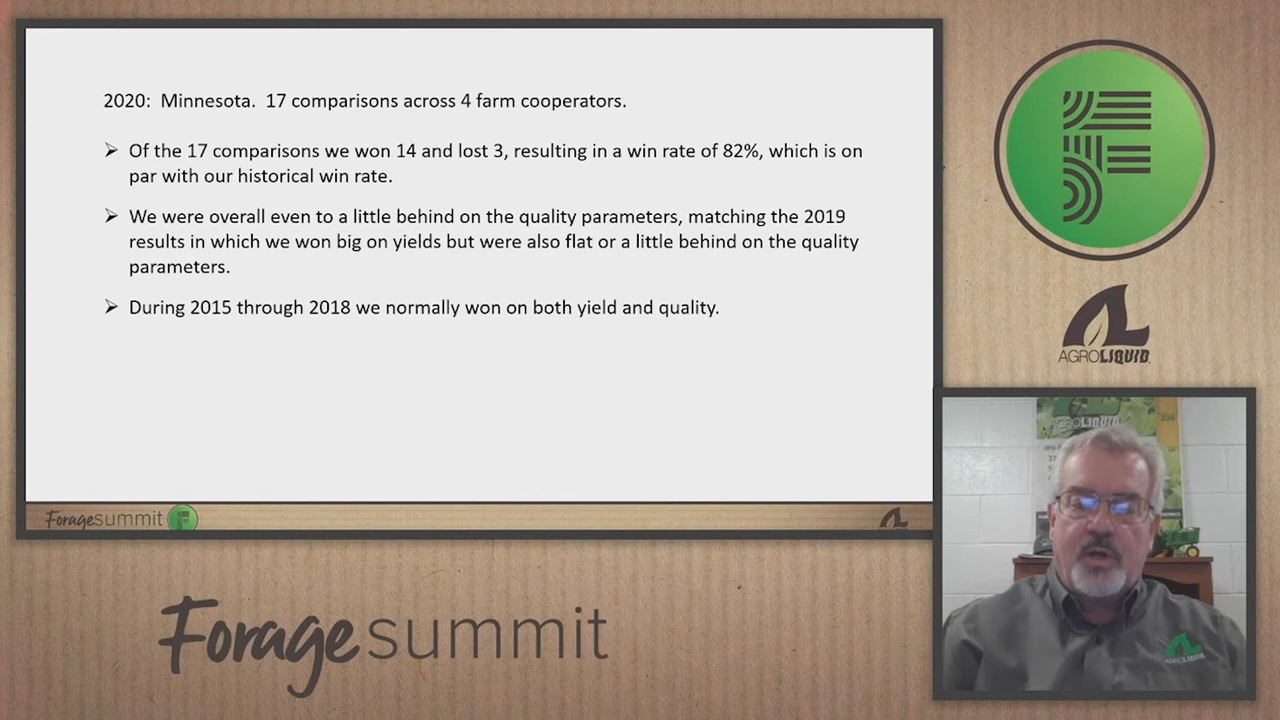 2020:  Minnesota.  17 comparisons across 4 farm cooperators.
Of the 17 comparisons we won 14 and lost 3, resulting in a win rate of 82%, which is on
par with our historical win rate.
We were overall even to a little behind on the quality parameters, matching the 2019
results in which we won big on yields but were also flat or a little behind on the quality
parameters.
During 2015 through 2018 we normally won on both yield and quality.
Foragesummit F
Forage summit
F
AGROLIQUID
AGROLIQUID
AGROLIQUID